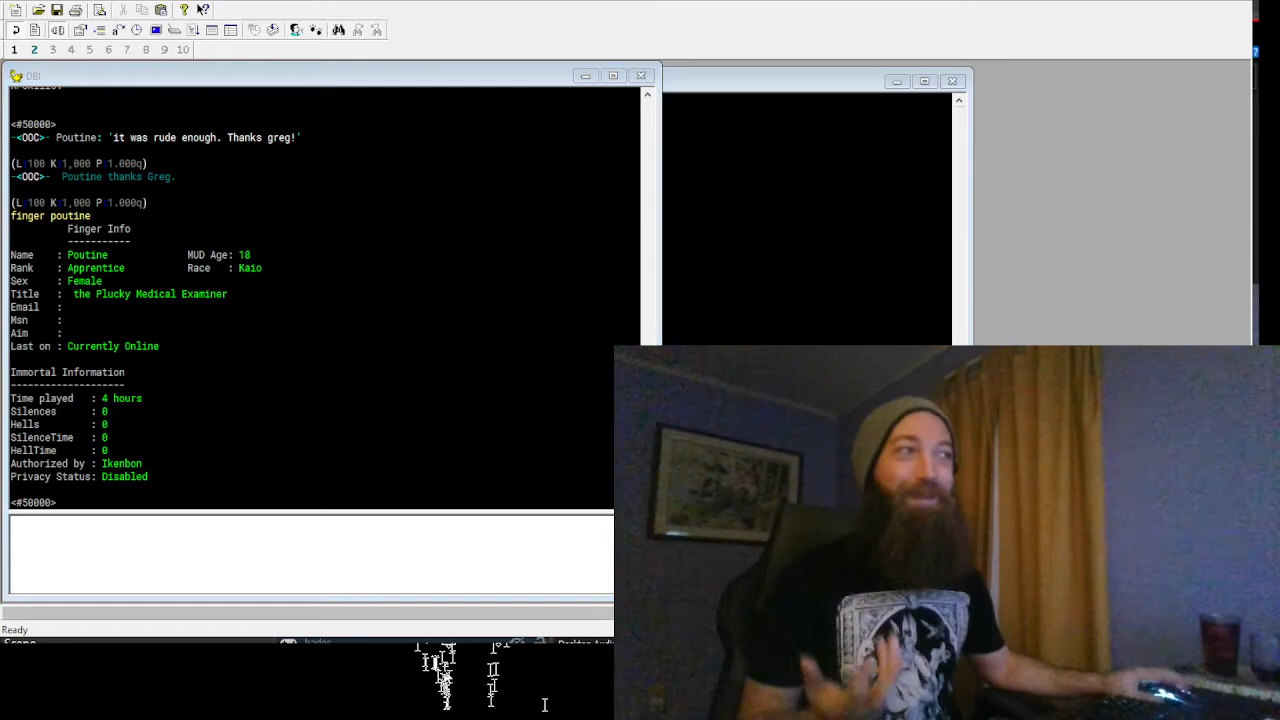 1 2 3 4 5 6 7 8 9 10
DBI
<#50000>
-<OOC>- Poutine: 'it was rude enough. Thanks greg!'
(L:100 K:1,000 P:1.000q)
-<OOC>-  Poutine thanks Greg.
(L:100 K:1,000 P:1.000q)
finger poutine
Finger Info
-----------
Name    : Poutine    MUD Age: 18
Rank    : Apprentice    Race   : Kaio
Sex     : Female
Title   :  the Plucky Medical Examiner
Email   :
Msn     :
Aim     :
Last on : Currently Online
Immortal Information
--------------------
Time played   : 4 hours
Silences      : 0
Hells         : 0
SilenceTime   : 0
HellTime      : 0
Authorized by : Ikenbon
Privacy Status: Disabled
<#50000>
Ready